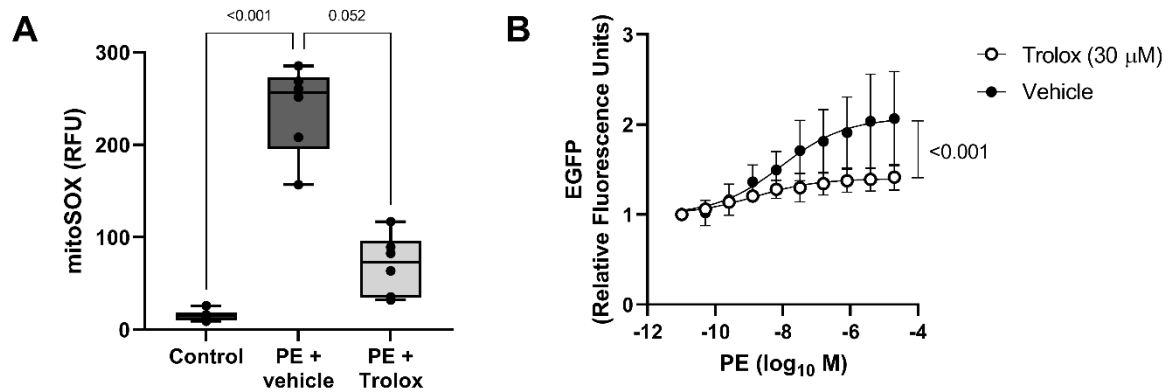 A
<0.001
0.052
300
200
100
0
mitoSOX (RFU)
Control
PE +
vehicle
PE +
Trolox
B
3
2
1
0
EGFP
(Relative Fluorescence Units)
-12
-10
-8
-6
-4
PE (log10 M)
Trolox (30 μM)
Vehicle
<0.001